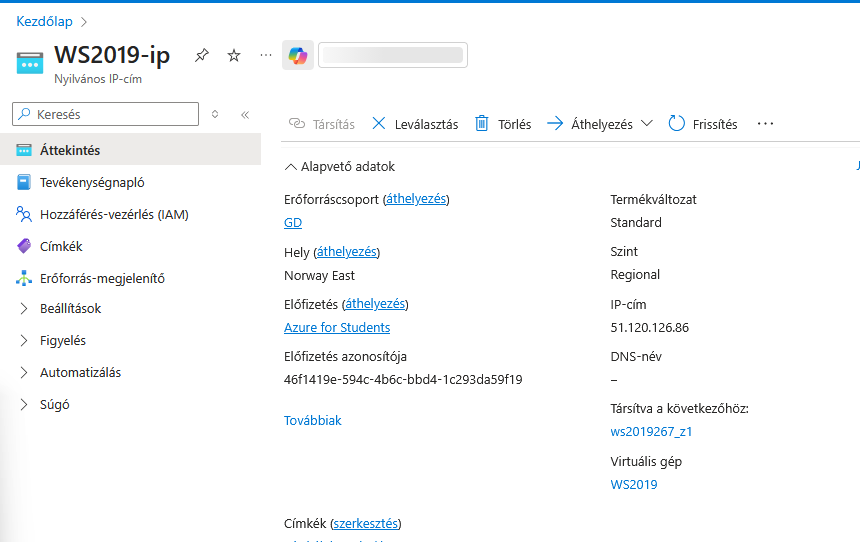 Kezdőlap
WS2019-ip
Nyilvános IP-cím
Keresés
Társítás
Leválasztás
Törlés
Áthelyezés
Frissítés
Áttekintés
Tevékenységnapló
Hozzáférés-vezérlés (IAM)
Címkék
Erőforrás-megjelenítő
Beállítások
Figyelés
Automatizálás
Súgó
Alapvető adatok
Erőforráscsoport (áthelyezés)
GD
Hely (áthelyezés)
Norway East
Előfizetés (áthelyezés)
Azure for Students
Előfizetés azonosítója
46f1419e-594c-4b6c-bbd4-1c293da59f19
Továbbiak
Termékváltozat
Standard
Szint
Regional
IP-cím
51.120.126.86
DNS-név
–
Társítva a következőhöz:
ws2019267_z1
Virtuális gép
WS2019
Címkék (szerkesztés)